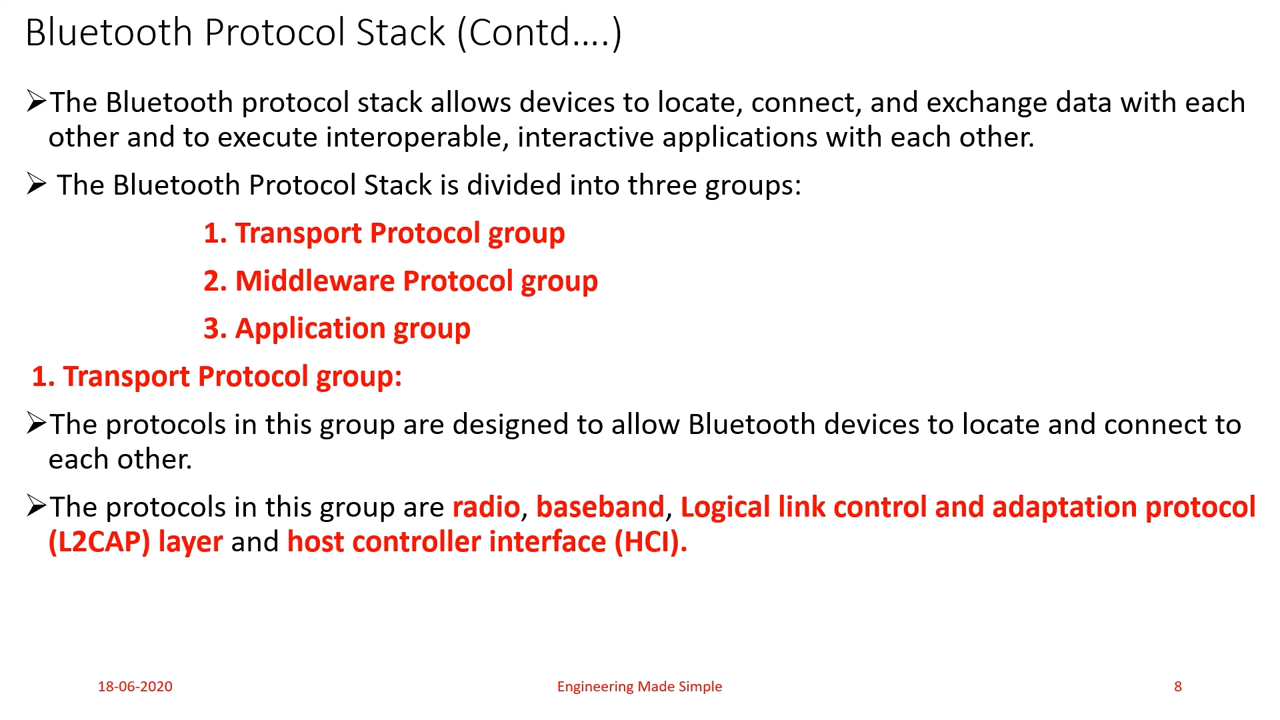 Bluetooth Protocol Stack (Contd....)
➢The Bluetooth protocol stack allows devices to locate, connect, and exchange data with each
other and to execute interoperable, interactive applications with each other.
➢ The Bluetooth Protocol Stack is divided into three groups:
1. Transport Protocol group
2. Middleware Protocol group
3. Application group
1. Transport Protocol group:
➢The protocols in this group are designed to allow Bluetooth devices to locate and connect to
each other.
➢The protocols in this group are radio, baseband, Logical link control and adaptation protocol
(L2CAP) layer and host controller interface (HCI).
18-06-2020
Engineering Made Simple
8